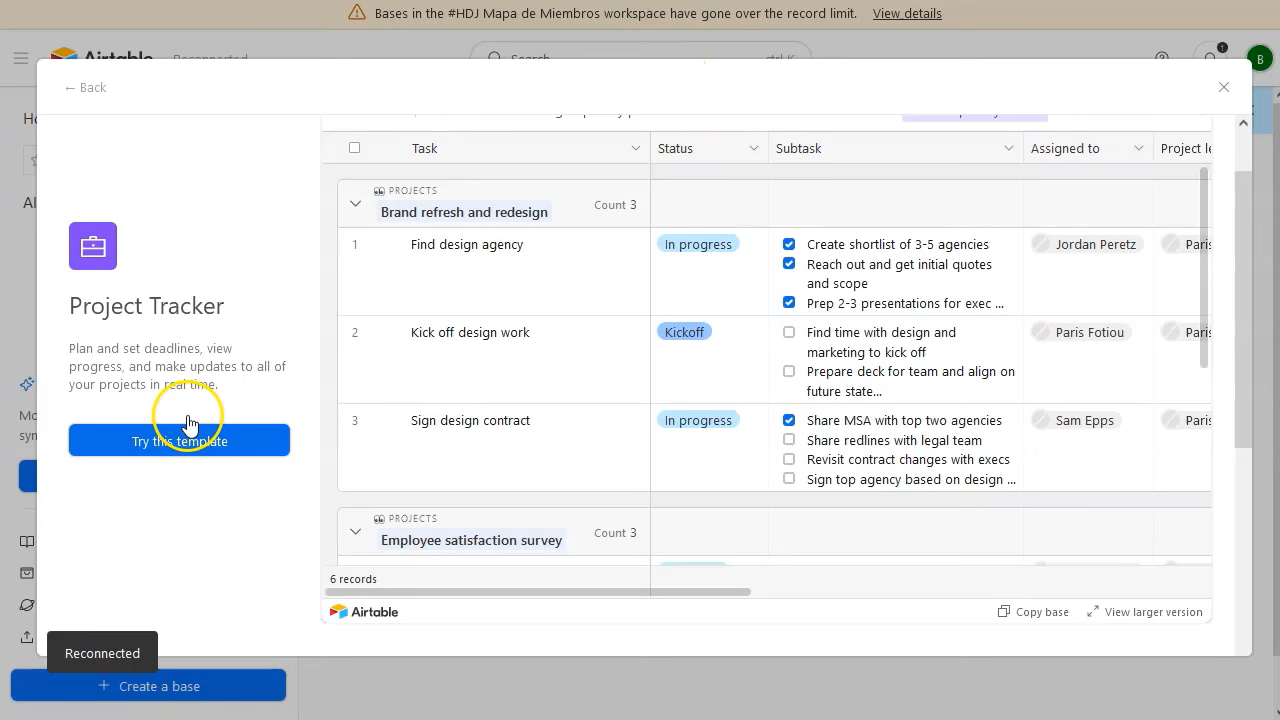 Bases in the #HDJ Mapa de Miembros workspace have gone over the record limit. View details
Airtable Reconnected Search... ctrl K
1
B
← Back
Task
Status
Subtask
Assigned to
Project le
PROJECTS
Brand refresh and redesign
Count 3
1
Find design agency
In progress
Create shortlist of 3-5 agencies
Reach out and get initial quotes
and scope
Prep 2-3 presentations for exec ...
Jordan Peretz
Paris
2
Kick off design work
Kickoff
Find time with design and
marketing to kick off
Prepare deck for team and align on
future state...
Paris Fotiou
Paris
3
Sign design contract
In progress
Share MSA with top two agencies
Share redlines with legal team
Revisit contract changes with execs
Sign top agency based on design ...
Sam Epps
Paris
PROJECTS
Employee satisfaction survey
Count 3
6 records
Airtable
Copy base
View larger version
Project Tracker
Plan and set deadlines, view
progress, and make updates to all of
your projects in real time.
Try this template
Reconnected
+ Create a base